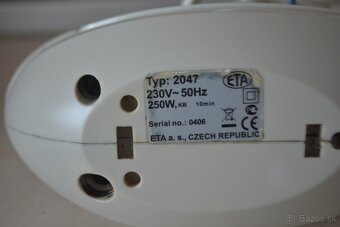 Typ: 2047
ETA
230V~50Hz
250W, KB 10min
Serial no.: 0406
ETA a. s., CZECH REPUBLIC
Bazos.sk